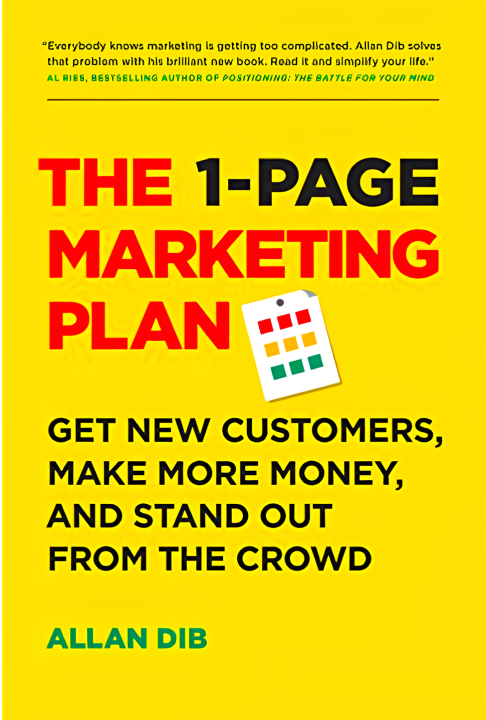 "Everybody knows marketing is getting too complicated. Allan Dib solves
that problem with his brilliant new book. Read it and simplify your life."
AL RIES, BESTSELLING AUTHOR OF POSITIONING: THE BATTLE FOR YOUR MIND
THE 1-PAGE
MARKETING
PLAN
GET NEW CUSTOMERS,
MAKE MORE MONEY,
AND STAND OUT
FROM THE CROWD
ALLAN DIB